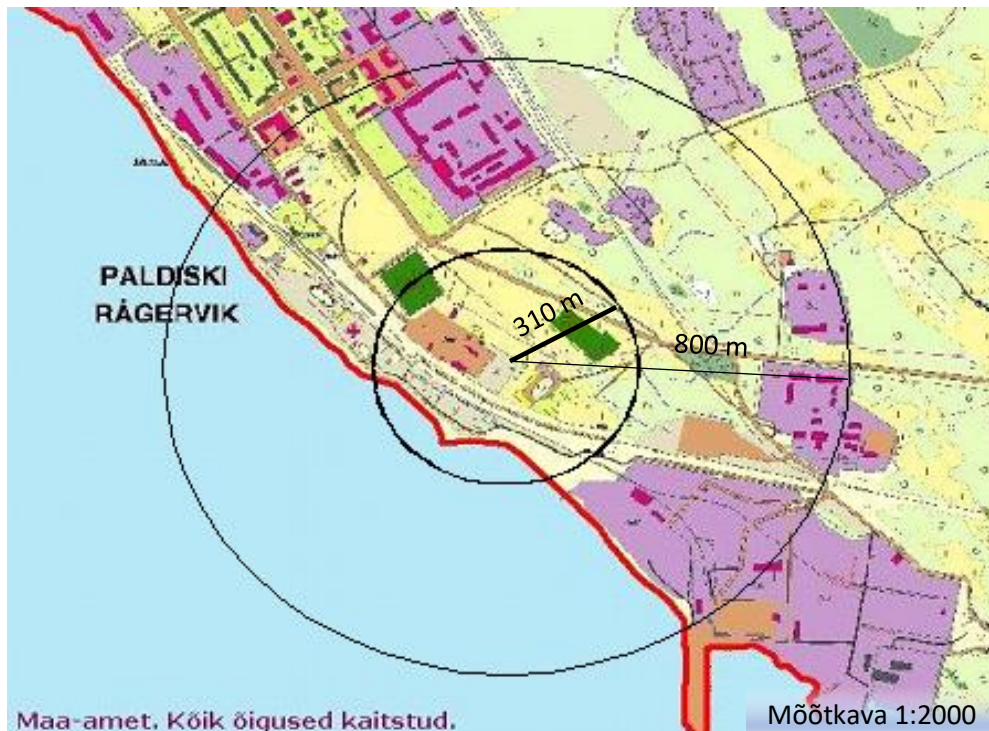 PALDISKI
RÅGERVIK
310 m
800 m
Maa-amet. Kõik õigused kaitstud.
Mõõtkava 1:2000